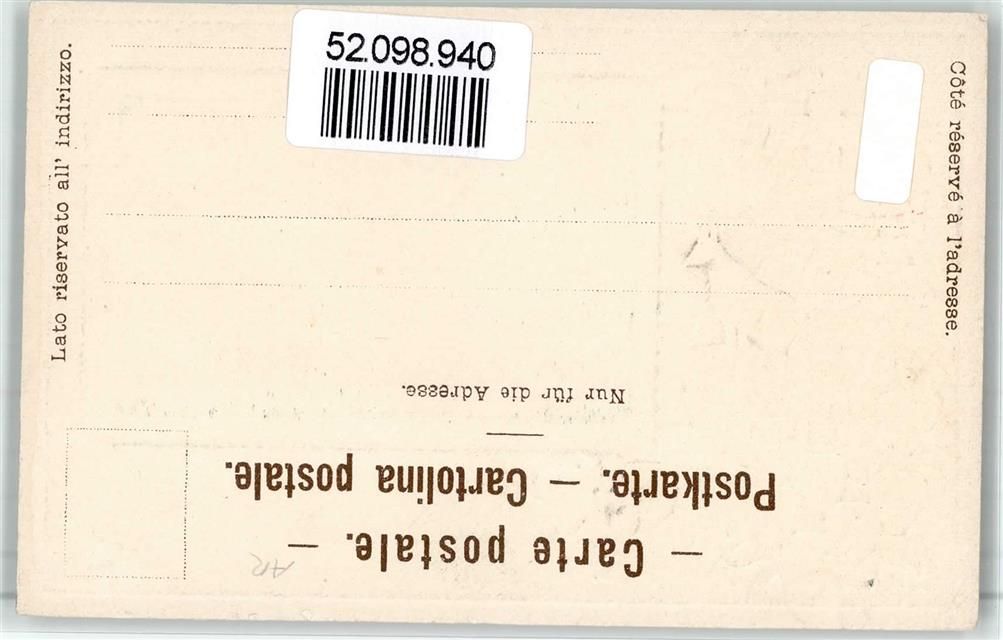 52.098.940
— Carte postale. —
Postkarte. — Cartolina postale.
Nur für die Adresse.
Côté réservé à l'adresse.
Lato riservato all' indirizzo.
AR